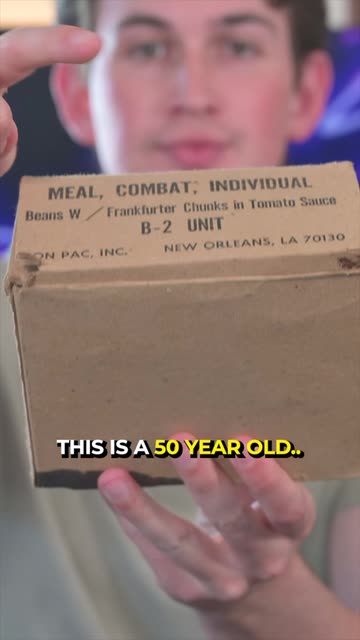 MEAL, COMBAT, INDIVIDUAL
Beans W / Frankfurter Chunks in Tomato Sauce
B-2 UNIT
ON PAC, INC. NEW ORLEANS, LA 70130
THIS IS A 50 YEAR OLD..